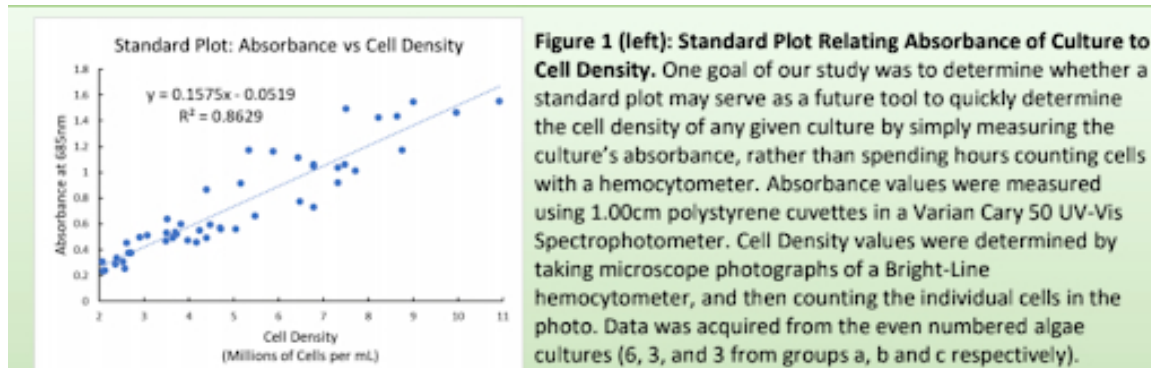 Standard Plot: Absorbance vs Cell Density
y = 0.1575x - 0.0519
R² = 0.8629
Absorbance at 685nm
1.8
1.6
1.4
1.2
1
0.8
0.6
0.4
0.2
0
2 3 4 5 6 7 8 9 10 11
Cell Density
(Millions of Cells per mL)
Figure 1 (left): Standard Plot Relating Absorbance of Culture to
Cell Density. One goal of our study was to determine whether a
standard plot may serve as a future tool to quickly determine
the cell density of any given culture by simply measuring the
culture's absorbance, rather than spending hours counting cells
with a hemocytometer. Absorbance values were measured
using 1.00cm polystyrene cuvettes in a Varian Cary 50 UV-Vis
Spectrophotometer. Cell Density values were determined by
taking microscope photographs of a Bright-Line
hemocytometer, and then counting the individual cells in the
photo. Data was acquired from the even numbered algae
cultures (6, 3, and 3 from groups a, b and c respectively).